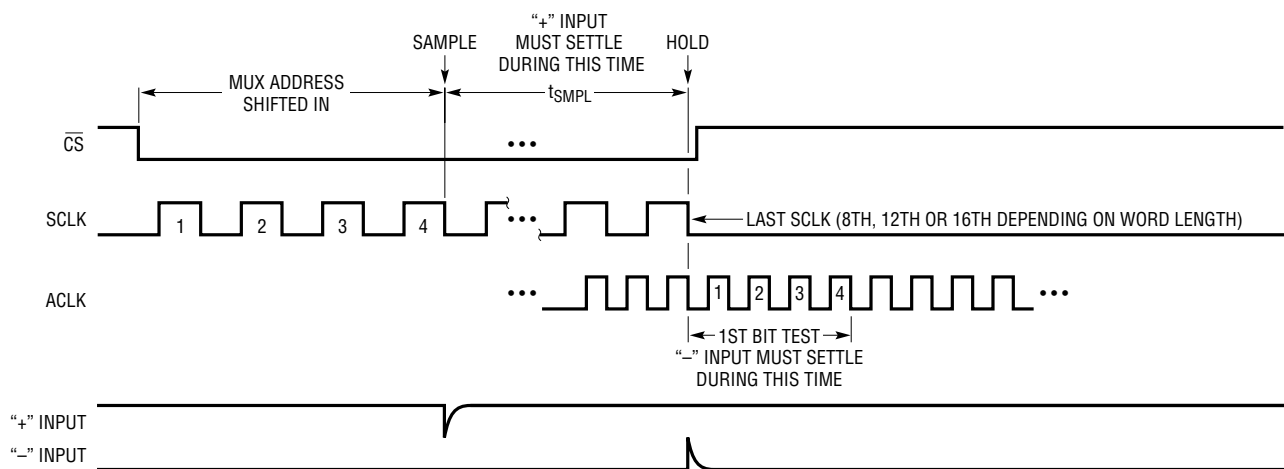 “+” INPUT
SAMPLE MUST SETTLE HOLD
DURING THIS TIME
MUX ADDRESS
SHIFTED IN
tSMPL
CS
•••
SCLK
1 2 3 4
•••
LAST SCLK (8TH, 12TH OR 16TH DEPENDING ON WORD LENGTH)
ACLK
•••
1 2 3 4
•••
1ST BIT TEST
“–” INPUT MUST SETTLE
DURING THIS TIME
“+” INPUT
“–” INPUT